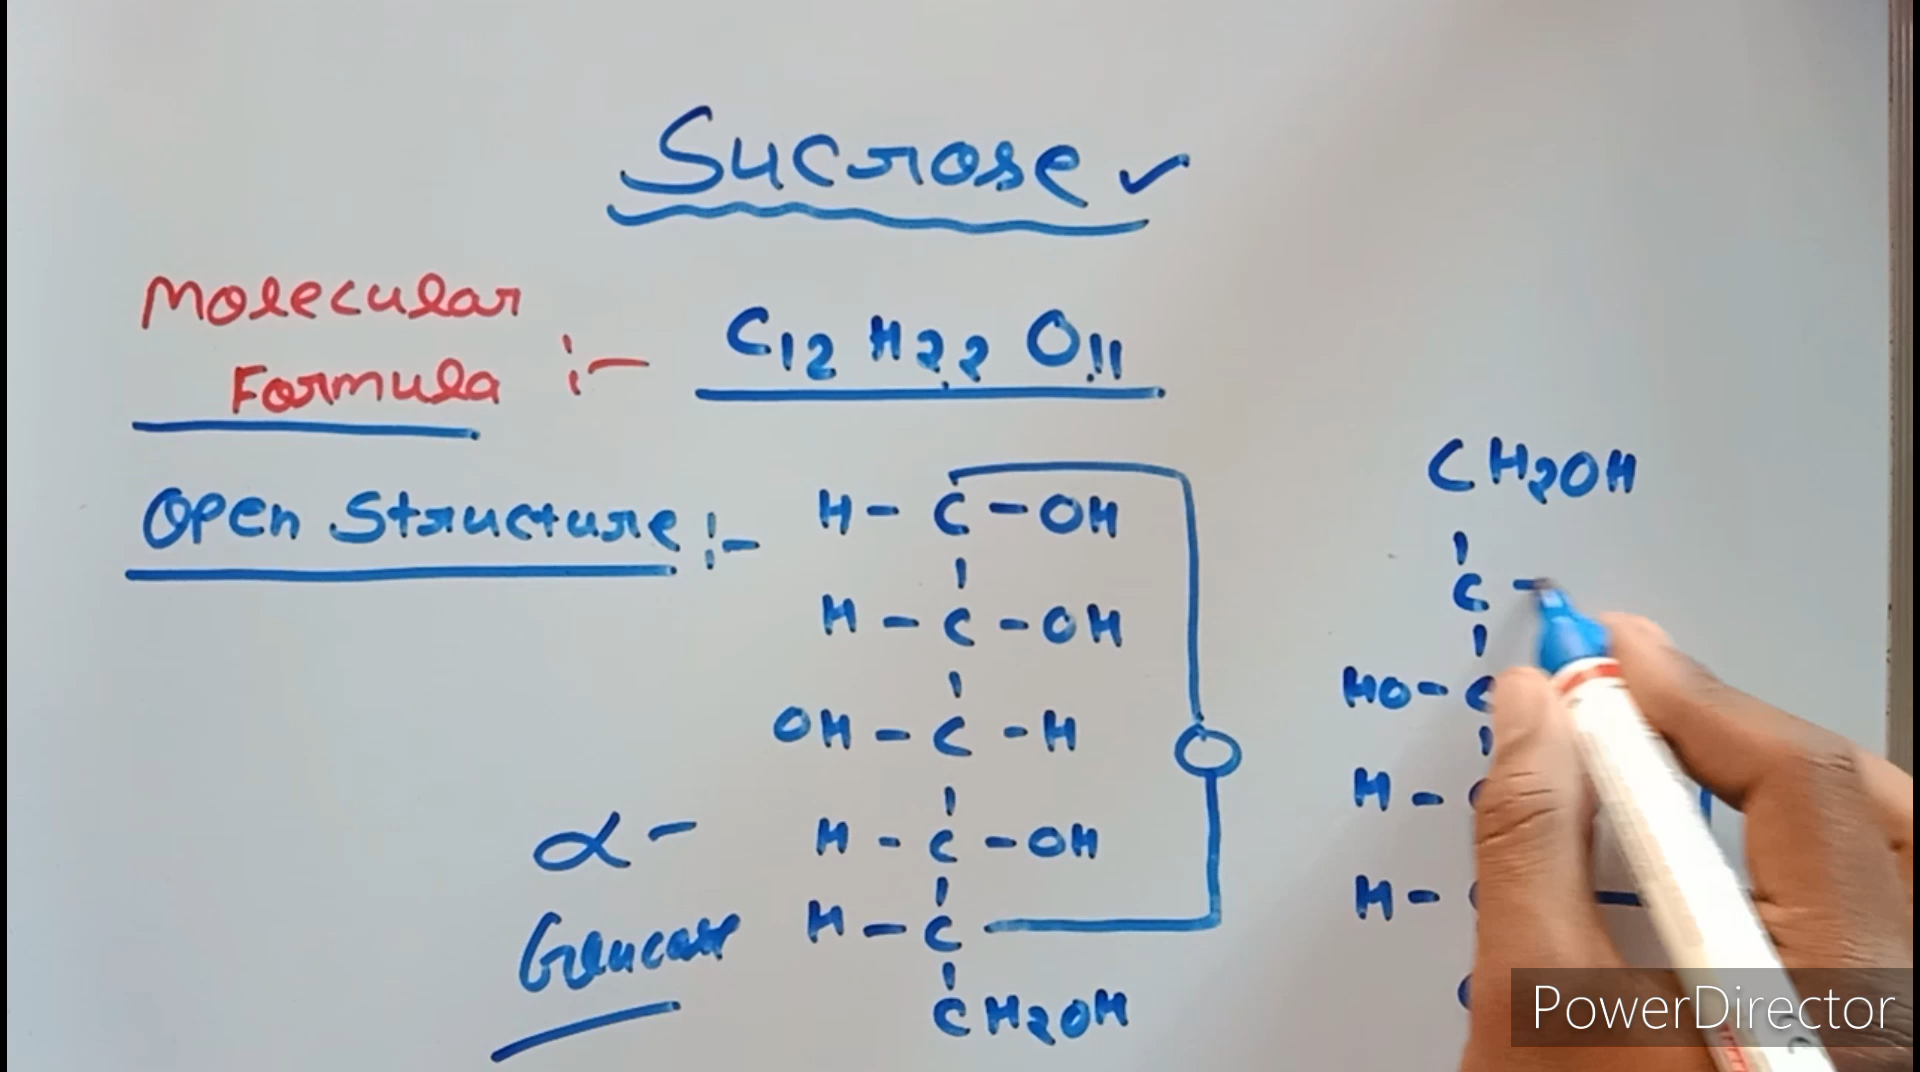 Sucrose ✓
Molecular
Formula :- C12 H22 O11
Open Structure :-
H - C - OH
H - C - OH
OH - C - H
H - C - OH
H - C
CH2OH
O
α -
Glucose
CH2OH
C -
HO - C
H -
H -
PowerDirector